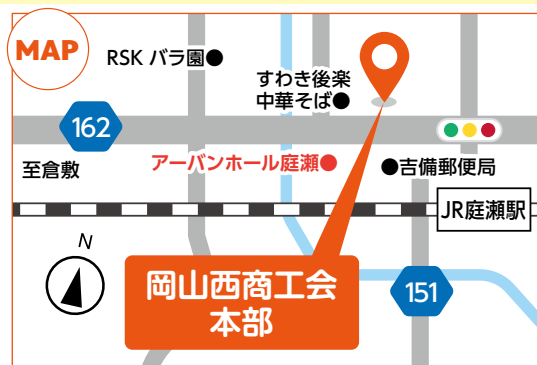 MAP
RSK バラ園●
すわき後楽
中華そば●
162
至倉敷
アーバンホール庭瀬●
●吉備郵便局
JR庭瀬駅
N
岡山西商工会
本部
151